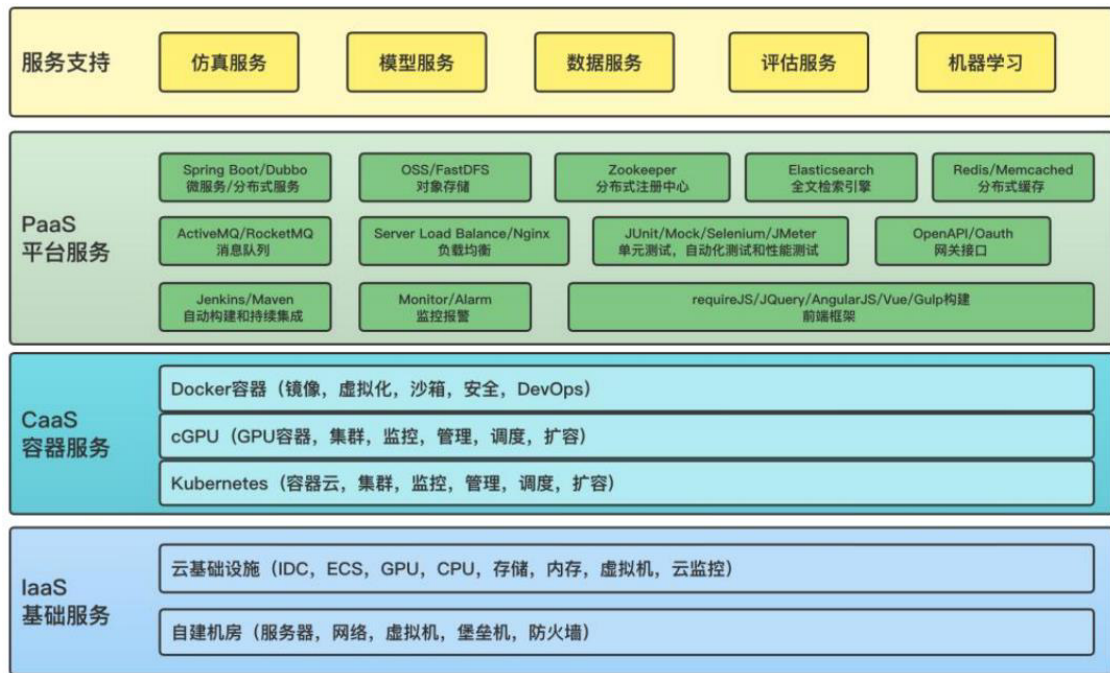 服务支持
仿真服务
模型服务
数据服务
评估服务
机器学习
PaaS
平台服务
Spring Boot/Dubbo
微服务/分布式服务
OSS/FastDFS
对象存储
Zookeeper
分布式注册中心
Elasticsearch
全文检索引擎
Redis/Memcached
分布式缓存
ActiveMQ/RocketMQ
消息队列
Server Load Balance/Nginx
负载均衡
JUnit/Mock/Selenium/JMeter
单元测试，自动化测试和性能测试
OpenAPI/Oauth
网关接口
Jenkins/Maven
自动构建和持续集成
Monitor/Alarm
监控报警
requireJS/JQuery/AngularJS/Vue/Gulp构建
前端框架
CaaS
容器服务
Docker容器（镜像，虚拟化，沙箱，安全，DevOps）
cGPU（GPU容器，集群，监控，管理，调度，扩容）
Kubernetes（容器云，集群，监控，管理，调度，扩容）
IaaS
基础服务
云基础设施（IDC，ECS，GPU，CPU，存储，内存，虚拟机，云监控）
自建机房（服务器，网络，虚拟机，堡垒机，防火墙）